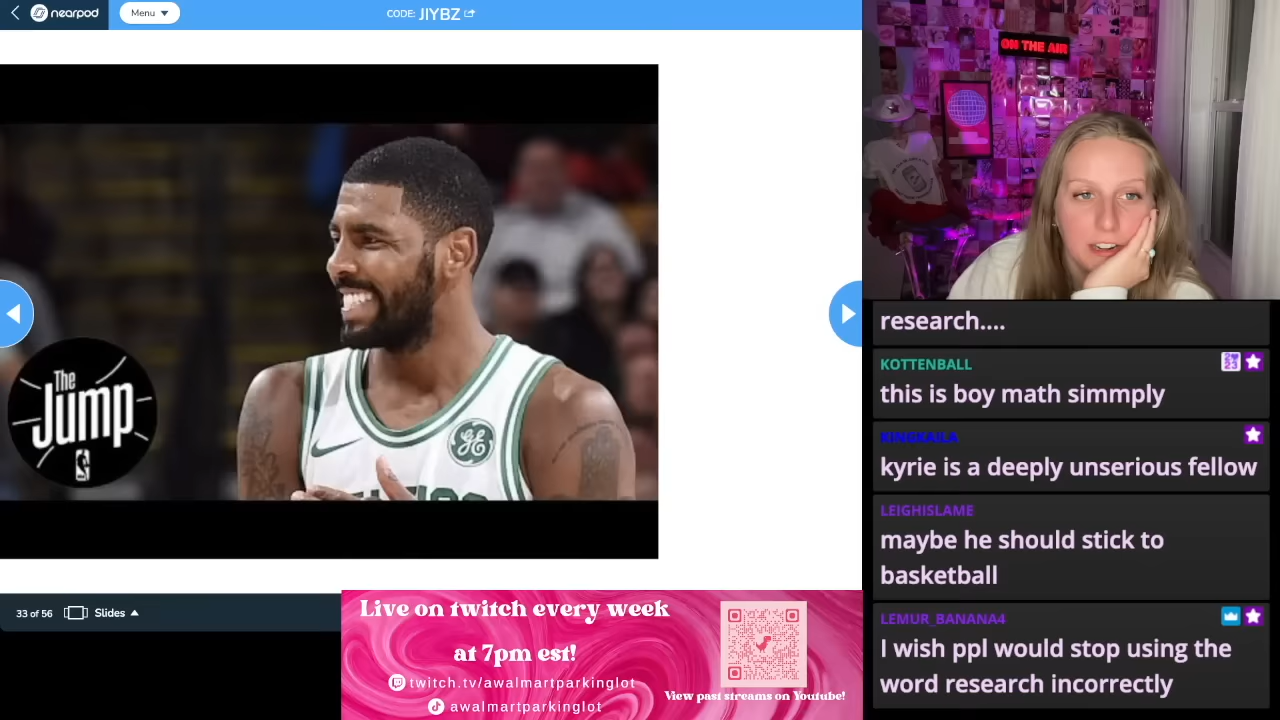 nearpod
Menu
CODE: JIYBZ
ON THE AIR
The
Jump
GE
research....
KOTTENBALL
this is boy math simmply
KINGKAILA
kyrie is a deeply unserious fellow
LEIGHISLAME
maybe he should stick to
basketball
LEMUR_BANANA4
I wish ppl would stop using the
word research incorrectly
33 of 56
Slides
Live on twitch every week
at 7pm est!
twitch.tv/awalmartparkinglot
awalmartparkinglot
View past streams on Youtube!